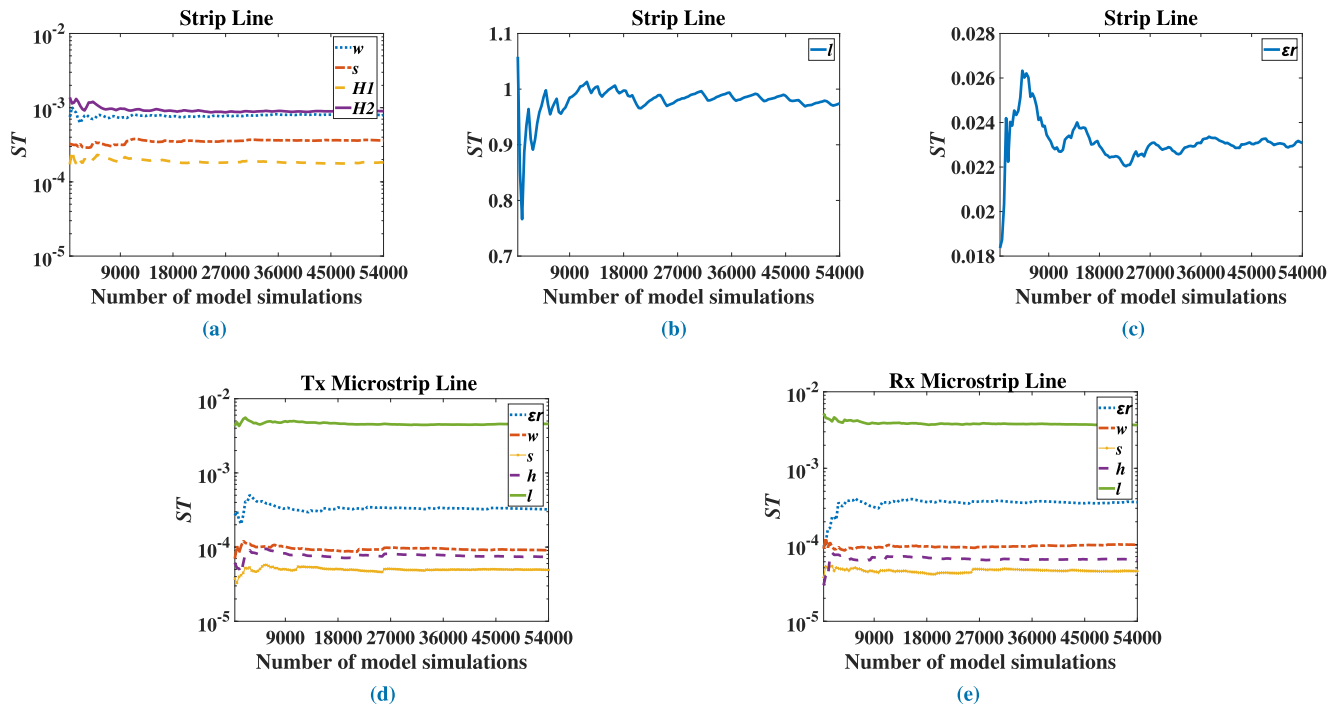 Strip Line
10^-2
10^-3
10^-4
10^-5
ST
w
s
H1
H2
9000 18000 27000 36000 45000 54000
Number of model simulations
(a)
Strip Line
1.1
1
0.9
0.8
0.7
ST
l
9000 18000 27000 36000 45000 54000
Number of model simulations
(b)
Strip Line
0.028
0.026
0.024
0.022
0.02
0.018
ST
εr
9000 18000 27000 36000 45000 54000
Number of model simulations
(c)
Tx Microstrip Line
10^-2
10^-3
10^-4
10^-5
ST
εr
w
s
h
l
9000 18000 27000 36000 45000 54000
Number of model simulations
(d)
Rx Microstrip Line
10^-2
10^-3
10^-4
10^-5
ST
εr
w
s
h
l
9000 18000 27000 36000 45000 54000
Number of model simulations
(e)